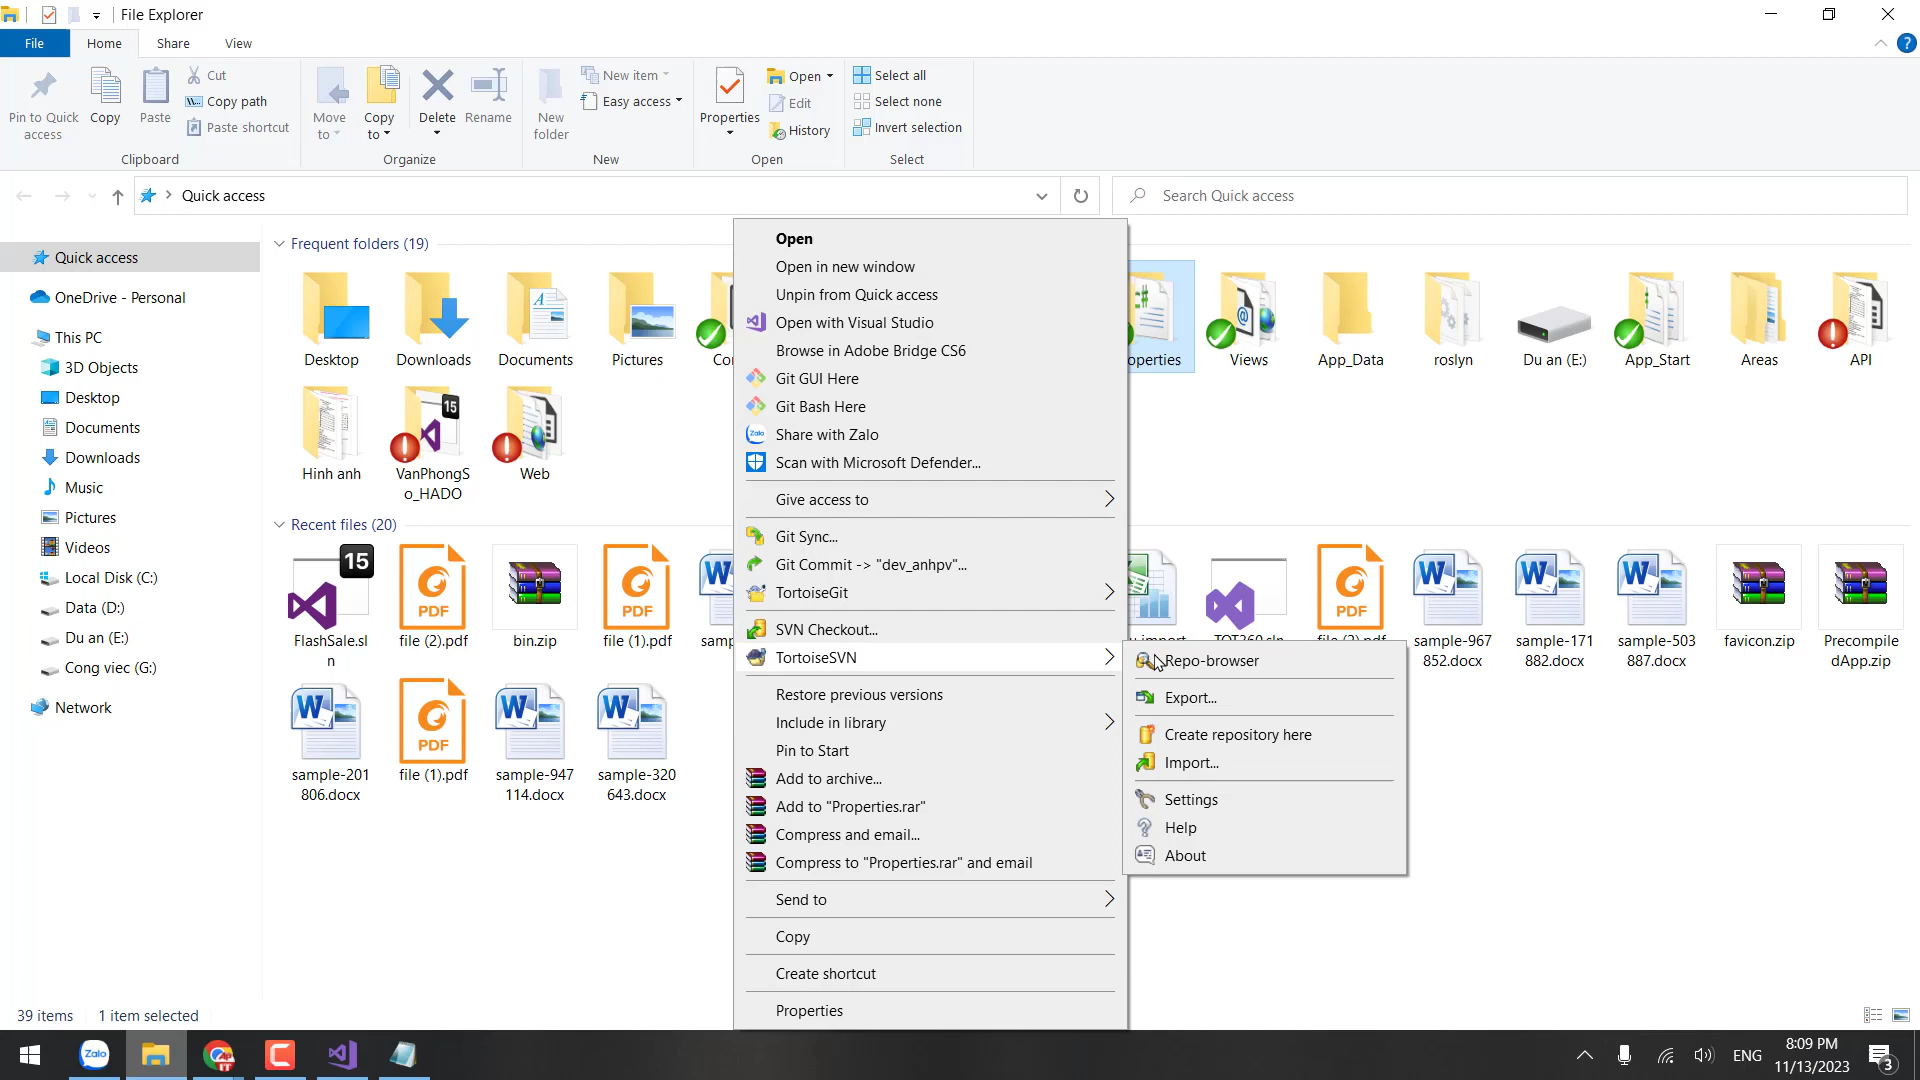 File Explorer
File
Home
Share
View
Pin to Quick
access
Copy
Paste
Cut
Copy path
Paste shortcut
Clipboard
Move
to
Copy
to
Delete
Rename
Organize
New
folder
New item
Easy access
New
Properties
Open
Edit
History
Open
Select all
Select none
Invert selection
Select
Quick access
Search Quick access
Quick access
OneDrive - Personal
This PC
3D Objects
Desktop
Documents
Downloads
Music
Pictures
Videos
Local Disk (C:)
Data (D:)
Du an (E:)
Cong viec (G:)
Network
Frequent folders (19)
Desktop
Downloads
Documents
Pictures
Co
operties
Views
App_Data
roslyn
Du an (E:)
App_Start
Areas
API
Hinh anh
15
VanPhongS
o_HADO
Web
Recent files (20)
15
FlashSale.sl
n
PDF
file (2).pdf
bin.zip
PDF
file (1).pdf
samp
PDF
sample-967
852.docx
sample-171
882.docx
sample-503
887.docx
favicon.zip
Precompile
dApp.zip
sample-201
806.docx
PDF
file (1).pdf
sample-947
114.docx
sample-320
643.docx
Open
Open in new window
Unpin from Quick access
Open with Visual Studio
Browse in Adobe Bridge CS6
Git GUI Here
Git Bash Here
Zalo
Share with Zalo
Scan with Microsoft Defender...
Give access to
Git Sync...
Git Commit -> "dev_anhpv"...
TortoiseGit
SVN Checkout...
TortoiseSVN
Restore previous versions
Include in library
Pin to Start
Add to archive...
Add to "Properties.rar"
Compress and email...
Compress to "Properties.rar" and email
Send to
Copy
Create shortcut
Properties
Repo-browser
Export...
Create repository here
Import...
Settings
Help
About
39 items
1 item selected
Zalo
ENG
8:09 PM
11/13/2023
3